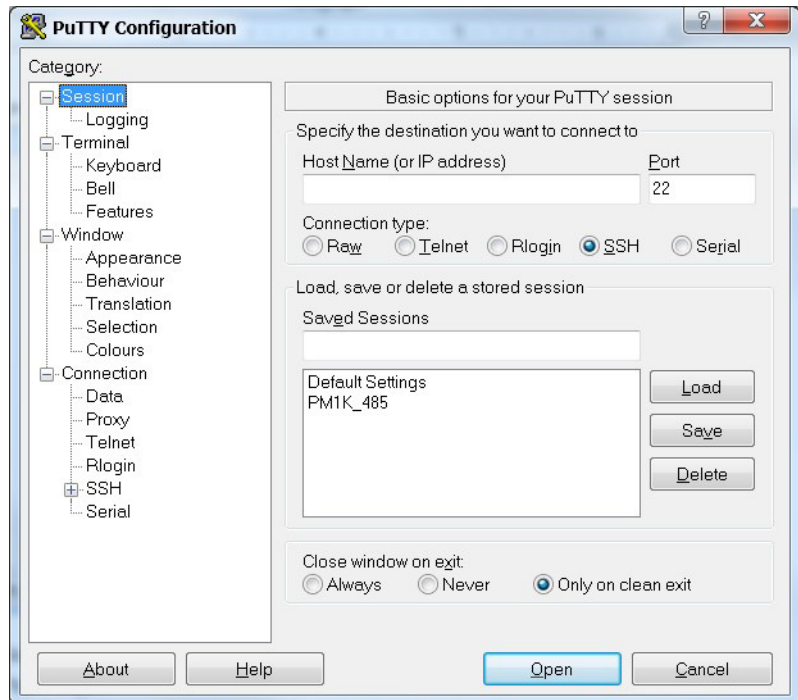 PuTTY Configuration
?
X
Category:
Session
Logging
Terminal
Keyboard
Bell
Features
Window
Appearance
Behaviour
Translation
Selection
Colours
Connection
Data
Proxy
Telnet
Rlogin
SSH
Serial
Basic options for your PuTTY session
Specify the destination you want to connect to
Host Name (or IP address) Port
22
Connection type:
Raw Telnet Rlogin SSH Serial
Load, save or delete a stored session
Saved Sessions
Default Settings
PM1K_485
Load
Save
Delete
Close window on exit:
Always Never Only on clean exit
About Help Open Cancel